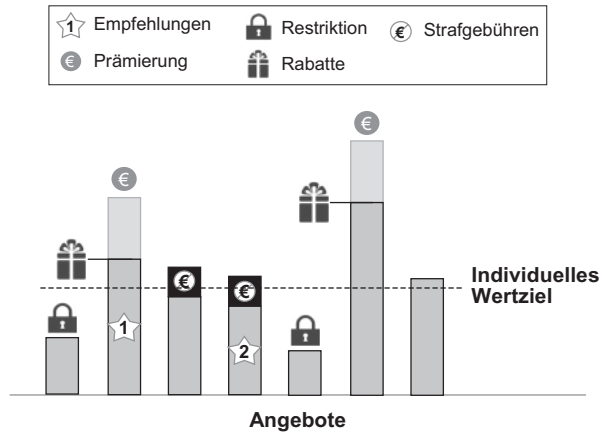 1 Empfehlungen
Restriktion
€ Strafgebühren
€ Prämierung
Rabatte
€
€
€
€
Individuelles
Wertziel
1
2
Angebote